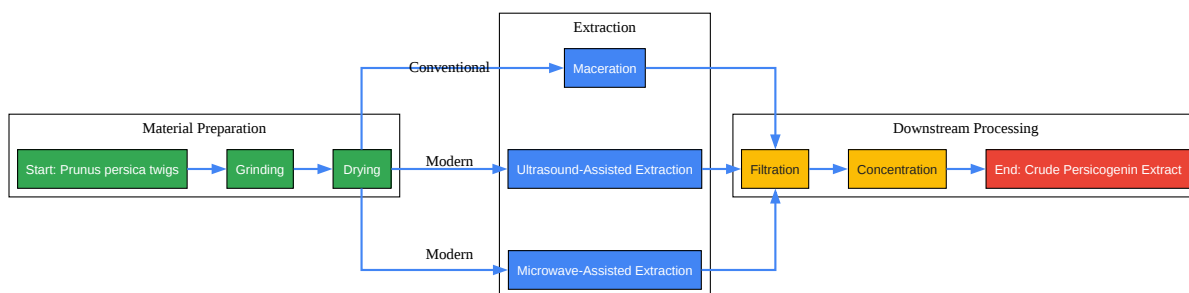 Extraction
Conventional
Maceration
Material Preparation
Downstream Processing
Start: Prunus persica twigs
Grinding
Drying
Modern
Ultrasound-Assisted Extraction
Filtration
Concentration
End: Crude Persicogenin Extract
Modern
Microwave-Assisted Extraction